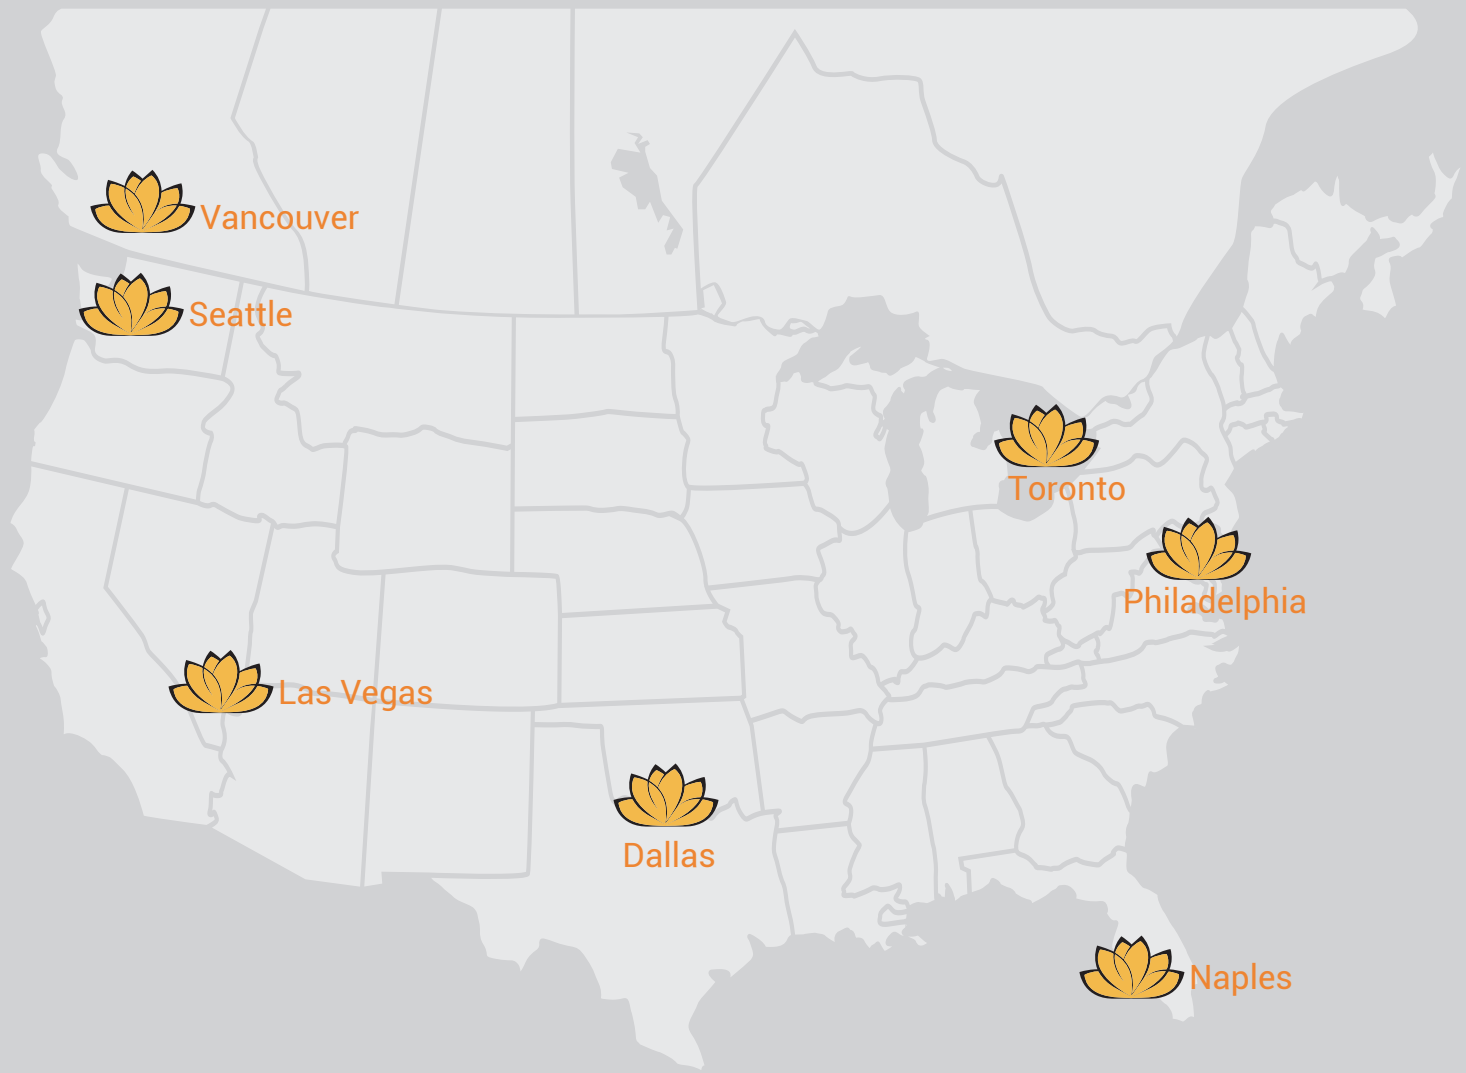 Vancouver
Seattle
Toronto
Philadelphia
Las Vegas
Dallas
Naples